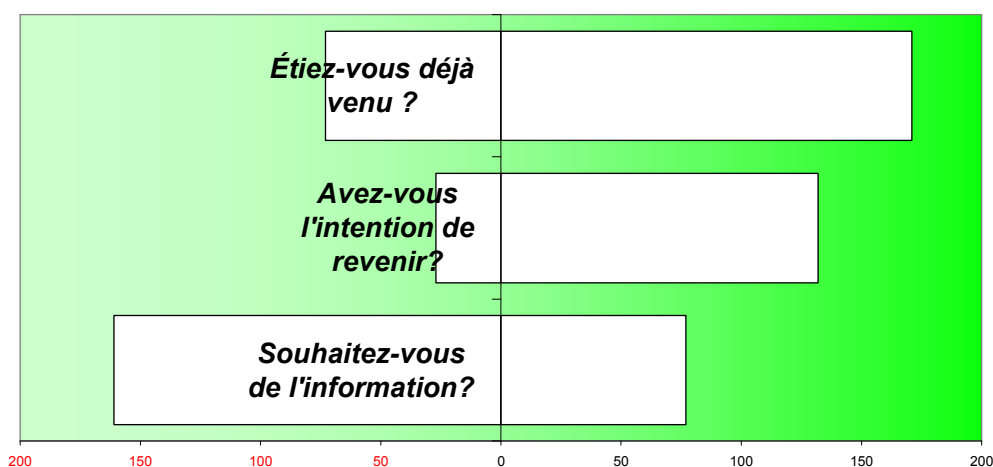 Étiez-vous déjà
venu ?
Avez-vous
l'intention de
revenir?
Souhaitez-vous
de l'information?
200 150 100 50 0 50 100 150 200